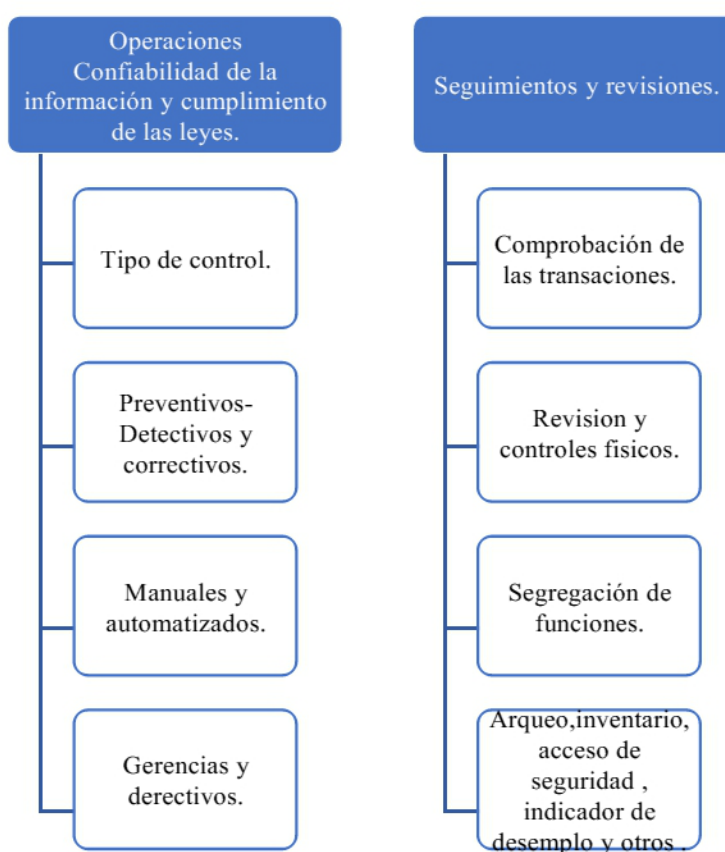 Operaciones
Confiabilidad de la
información y cumplimiento
de las leyes.
Tipo de control.
Preventivos-
Detectivos y
correctivos.
Manuales y
automatizados.
Gerencias y
derectivos.
Seguimientos y revisiones.
Comprobación de
las transaciones.
Revision y
controles fisicos.
Segregación de
funciones.
Arqueo,inventario,
acceso de
seguridad ,
indicador de
desemplo y otros .